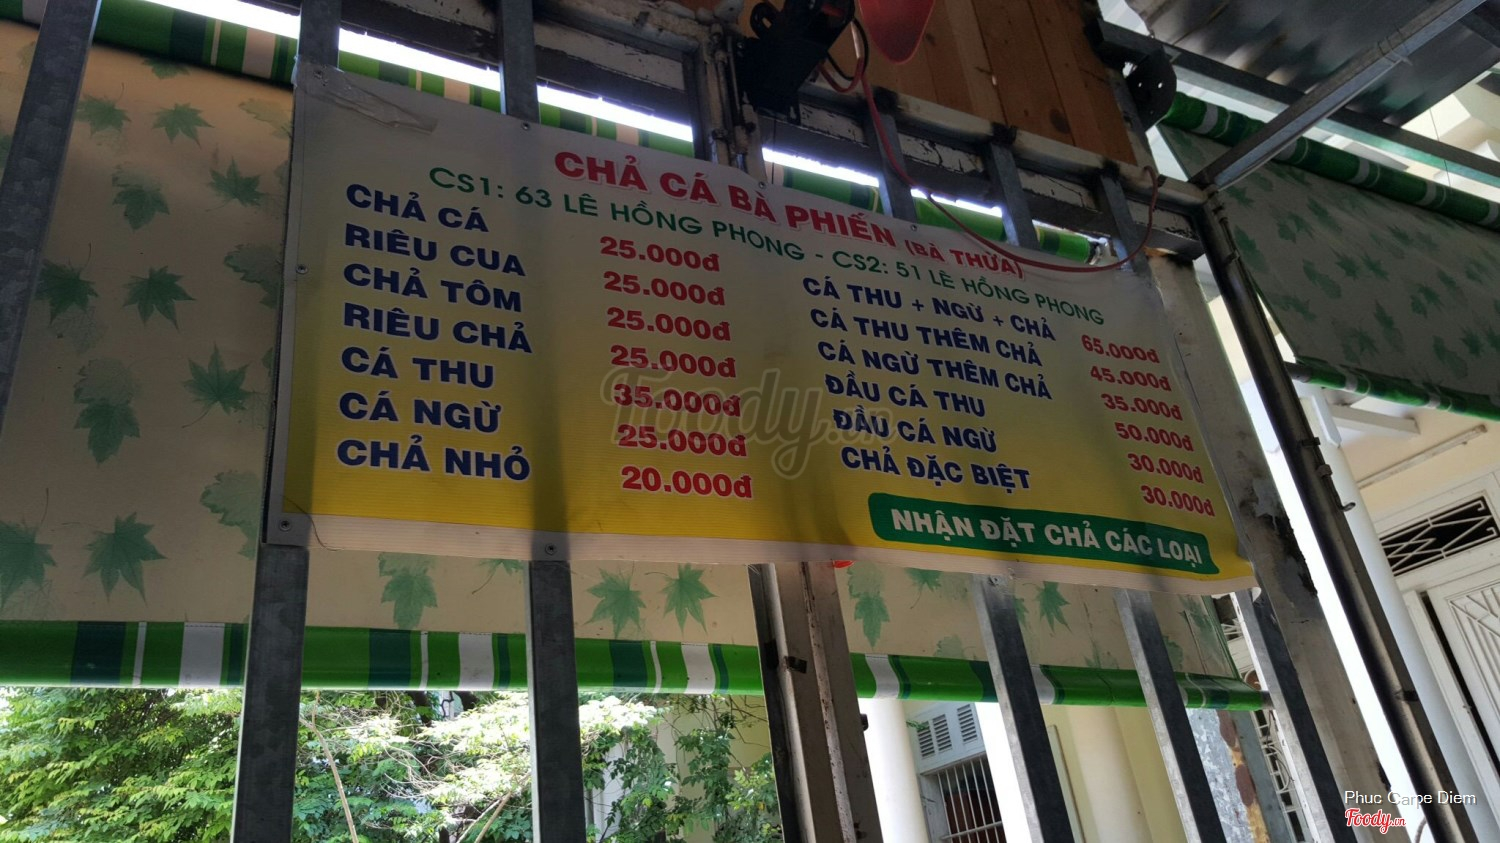 CHẢ CÁ BÀ PHIẾN (BÀ THỪA)
CS1: 63 LÊ HỒNG PHONG - CS2: 51 LÊ HỒNG PHONG
CHẢ CÁ 25.000đ
RIÊU CUA 25.000đ
CHẢ TÔM 25.000đ
RIÊU CHẢ 25.000đ
CÁ THU 35.000đ
CÁ NGỪ 25.000đ
CHẢ NHỎ 20.000đ
CÁ THU + NGỪ + CHẢ 65.000đ
CÁ THU THÊM CHẢ 45.000đ
CÁ NGỪ THÊM CHẢ 35.000đ
ĐẦU CÁ THU 50.000đ
ĐẦU CÁ NGỪ 30.000đ
CHẢ ĐẶC BIỆT 30.000đ
NHẬN ĐẶT CHẢ CÁC LOẠI
Foody.vn
Phuc Carpe Diem
Foody.vn